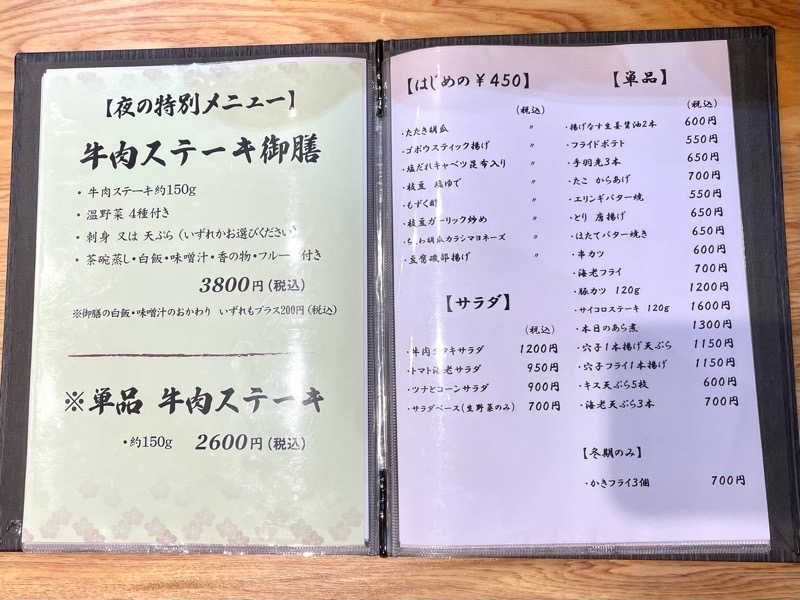 【夜の特別メニュー】
牛肉ステーキ御膳
・牛肉ステーキ約150g
・温野菜 4種付き
・刺身 又は 天ぷら (いずれかお選びください)
・茶碗蒸し・白飯・味噌汁・香の物・フルーツ付き
3800円(税込)
※御膳の白飯・味噌汁のおかわり いずれもプラス200円(税込)
※単品 牛肉ステーキ
・約150g 2600円(税込)
【はじめの¥450】
(税込)
・たたき胡瓜 〃
・ゴボウスティック揚げ 〃
・塩だれキャベツ昆布入り 〃
・枝豆 塩ゆで 〃
・もずく酢 〃
・枝豆ガーリック炒め 〃
・ちくわ胡瓜カラシマヨネーズ 〃
・豆腐磯部揚げ 〃
【サラダ】
(税込)
・牛肉タタキサラダ 1200円
・トマト海老サラダ 950円
・ツナとコーンサラダ 900円
・サラダベース(生野菜のみ) 700円
【単品】
(税込)
・揚げなす生姜醤油2本 600円
・フライドポテト 550円
・手羽先3本 650円
・たこ からあげ 700円
・エリンギバター焼 550円
・とり 唐揚げ 650円
・ほたてバター焼き 650円
・串カツ 600円
・海老フライ 700円
・豚カツ 120g 1200円
・サイコロステーキ 120g 1600円
・本日のあら煮 1300円
・穴子1本揚げ天ぷら 1150円
・穴子フライ1本揚げ 1150円
・キス天ぷら5枚 600円
・海老天ぷら3本 700円
【冬期のみ】
・かきフライ3個 700円